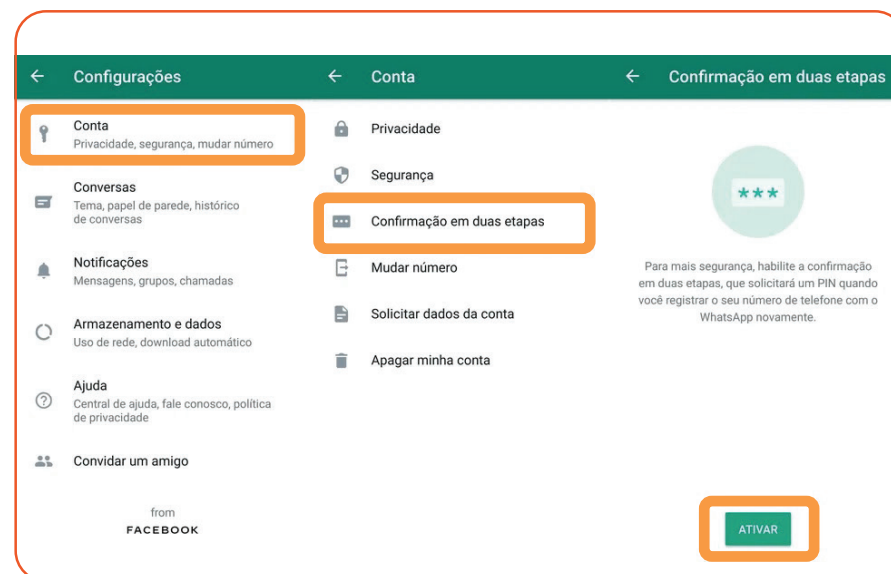 Configurações
Conta
Privacidade, segurança, mudar número
Conversas
Tema, papel de parede, histórico
de conversas
Notificações
Mensagens, grupos, chamadas
Armazenamento e dados
Uso de rede, download automático
Ajuda
Central de ajuda, fale conosco, política
de privacidade
Convidar um amigo
from
FACEBOOK
Conta
Privacidade
Segurança
Confirmação em duas etapas
Mudar número
Solicitar dados da conta
Apagar minha conta
Confirmação em duas etapas
***
Para mais segurança, habilite a confirmação
em duas etapas, que solicitará um PIN quando
você registrar o seu número de telefone com o
WhatsApp novamente.
ATIVAR